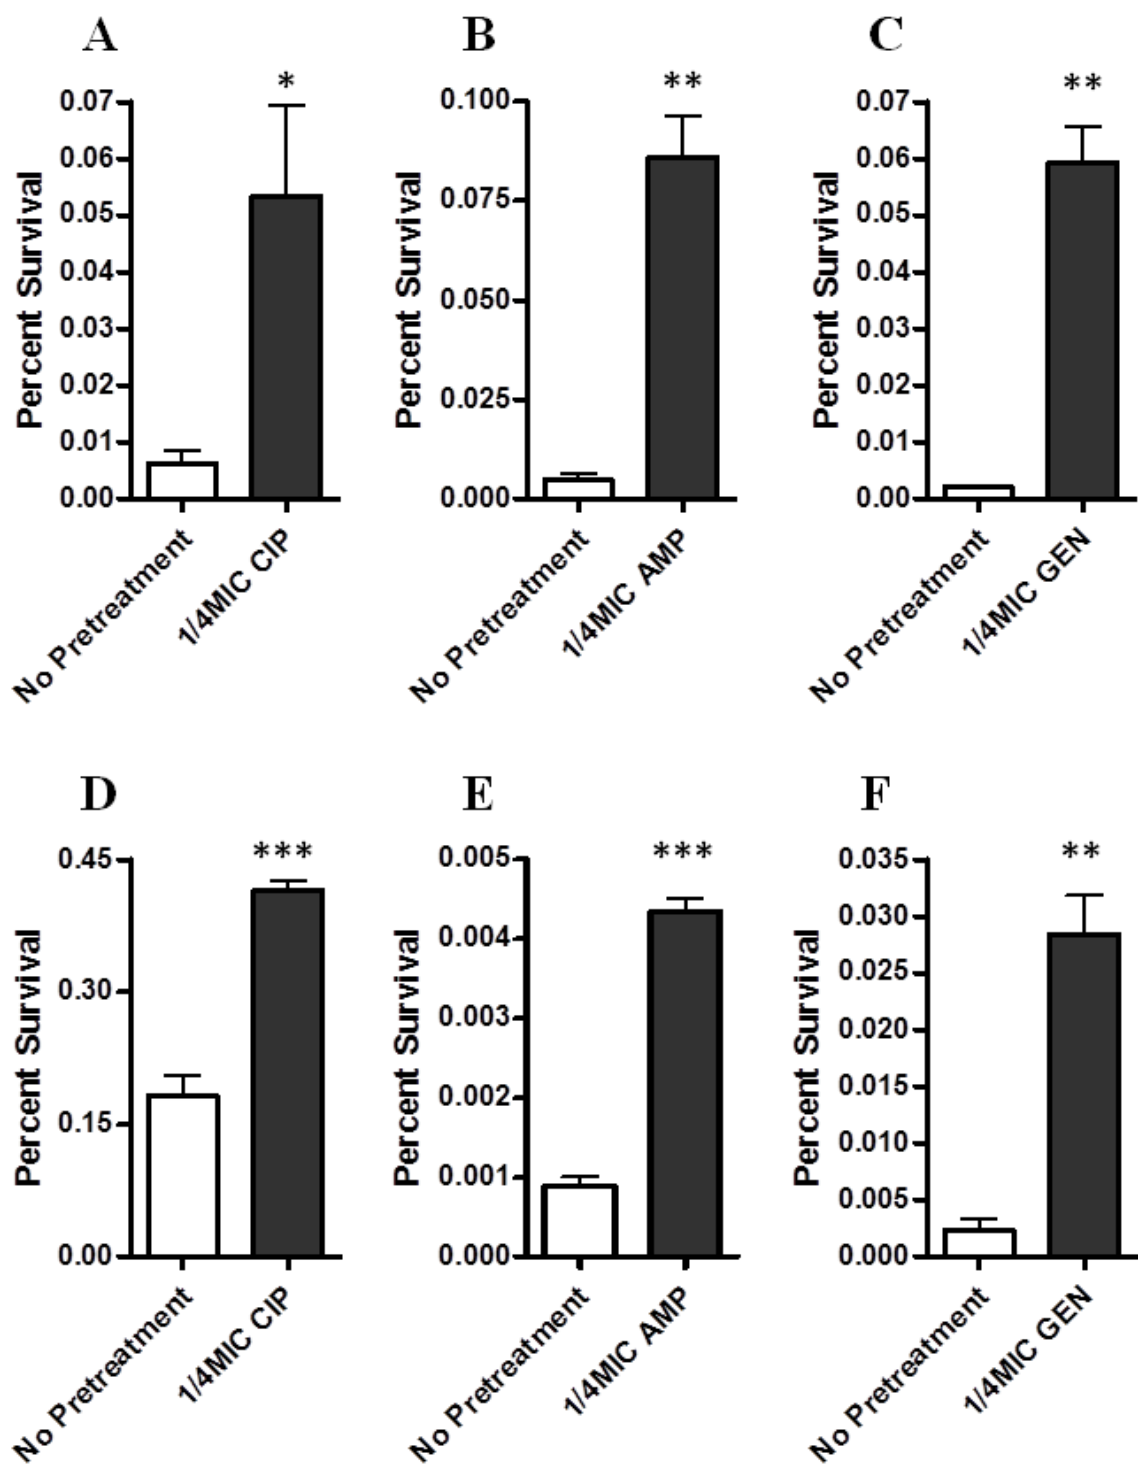 A
*
Percent Survival
0.07
0.06
0.05
0.04
0.03
0.02
0.01
0.00
No Pretreatment
1/4MIC CIP
B
**
Percent Survival
0.100
0.075
0.050
0.025
0.000
No Pretreatment
1/4MIC AMP
C
**
Percent Survival
0.07
0.06
0.05
0.04
0.03
0.02
0.01
0.00
No Pretreatment
1/4MIC GEN
D
***
Percent Survival
0.45
0.30
0.15
0.00
No Pretreatment
1/4MIC CIP
E
***
Percent Survival
0.005
0.004
0.003
0.002
0.001
0.000
No Pretreatment
1/4MIC AMP
F
**
Percent Survival
0.035
0.030
0.025
0.020
0.015
0.010
0.005
0.000
No Pretreatment
1/4MIC GEN